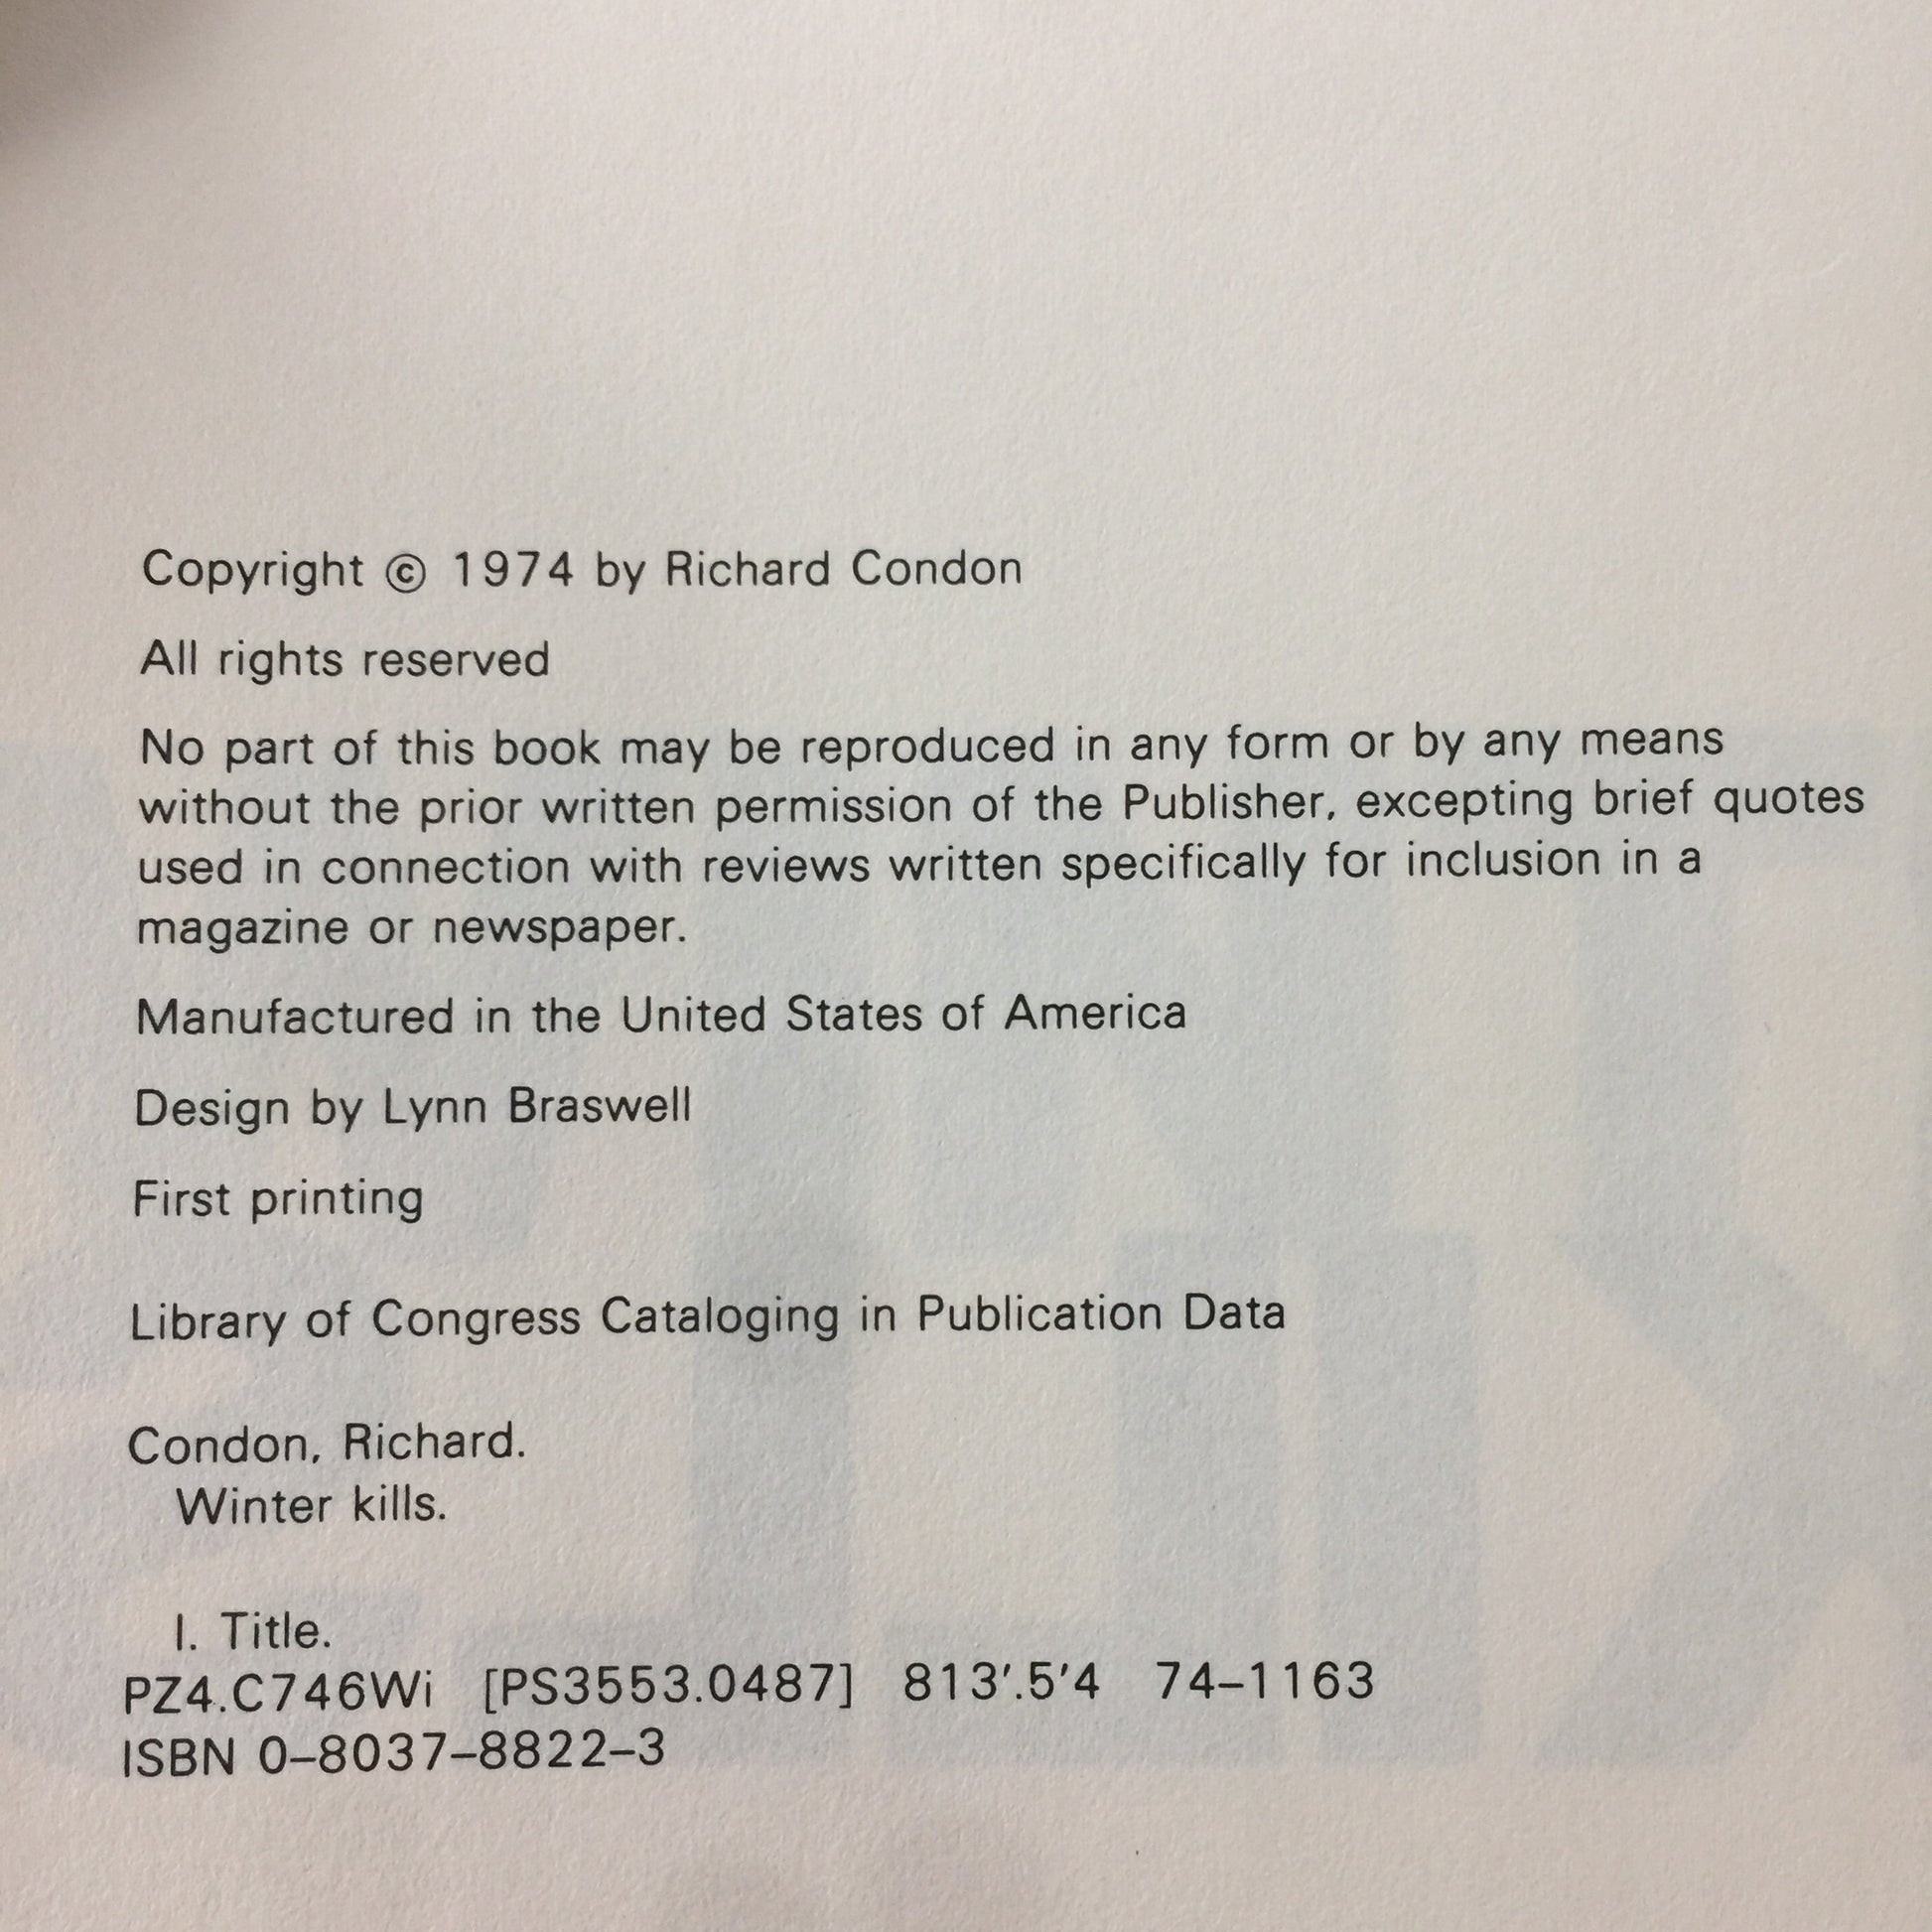 Copyright © 1974 by Richard Condon
All rights reserved
No part of this book may be reproduced in any form or by any means
without the prior written permission of the Publisher, excepting brief quotes
used in connection with reviews written specifically for inclusion in a
magazine or newspaper.
Manufactured in the United States of America
Design by Lynn Braswell
First printing
Library of Congress Cataloging in Publication Data
Condon, Richard.
Winter kills.
I. Title.
PZ4.C746Wi [PS3553.0487] 813′.5′4 74–1163
ISBN 0–8037–8822–3